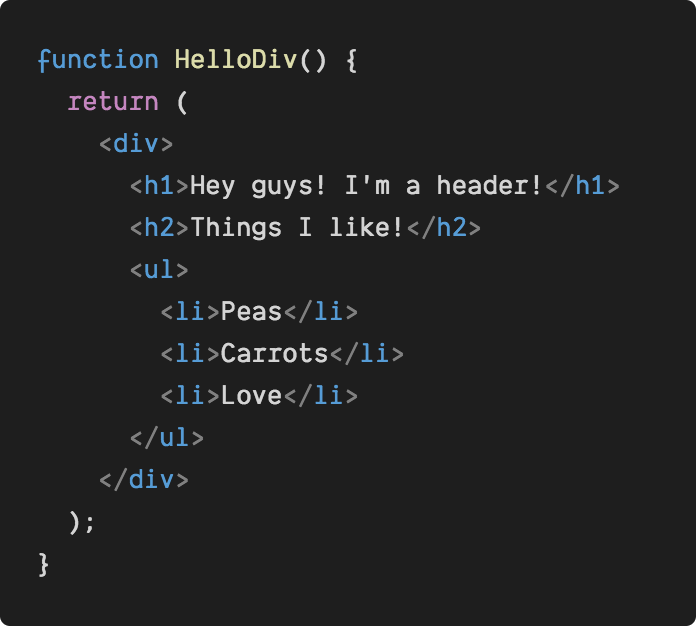 function HelloDiv() {
  return (
    <div>
      <h1>Hey guys! I'm a header!</h1>
      <h2>Things I like!</h2>
      <ul>
        <li>Peas</li>
        <li>Carrots</li>
        <li>Love</li>
      </ul>
    </div>
  );
}